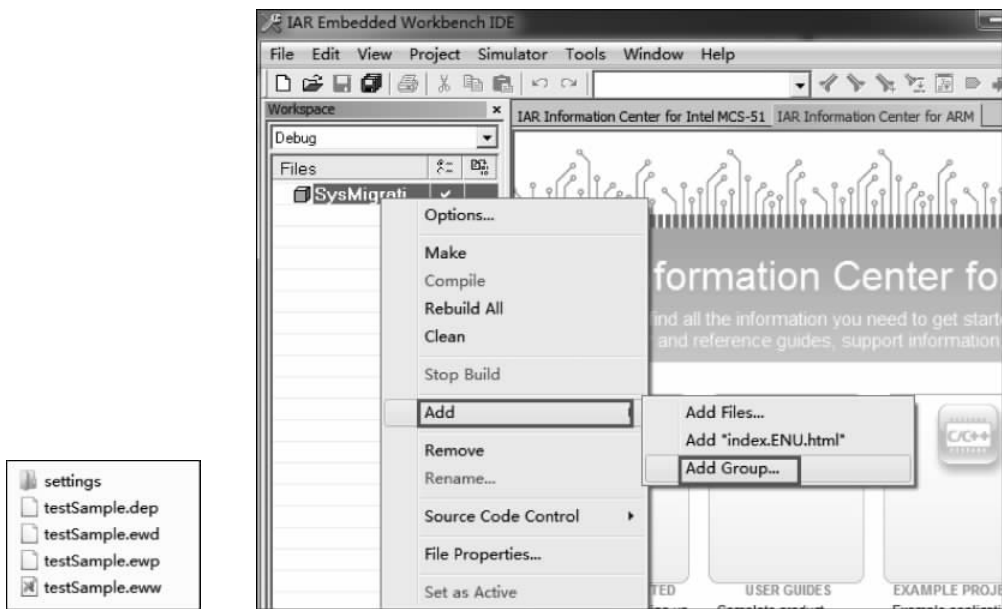 settings
testSample.dep
testSample.ewd
testSample.ewp
testSample.eww
IAR Embedded Workbench IDE
File Edit View Project Simulator Tools Window Help
Workspace
IAR Information Center for Intel MCS-51 IAR Information Center for ARM
Debug
Files
SysMigrati
Options...
Make
Compile
Rebuild All
Clean
Stop Build
Add
Remove
Rename...
Source Code Control
File Properties...
Set as Active
Add Files...
Add "index.ENU.html"
Add Group...
formation Center fo
find all the information you need to get start
and reference guides, support information
C/C++
TED USER GUIDES EXAMPLE PROJE
Complete product